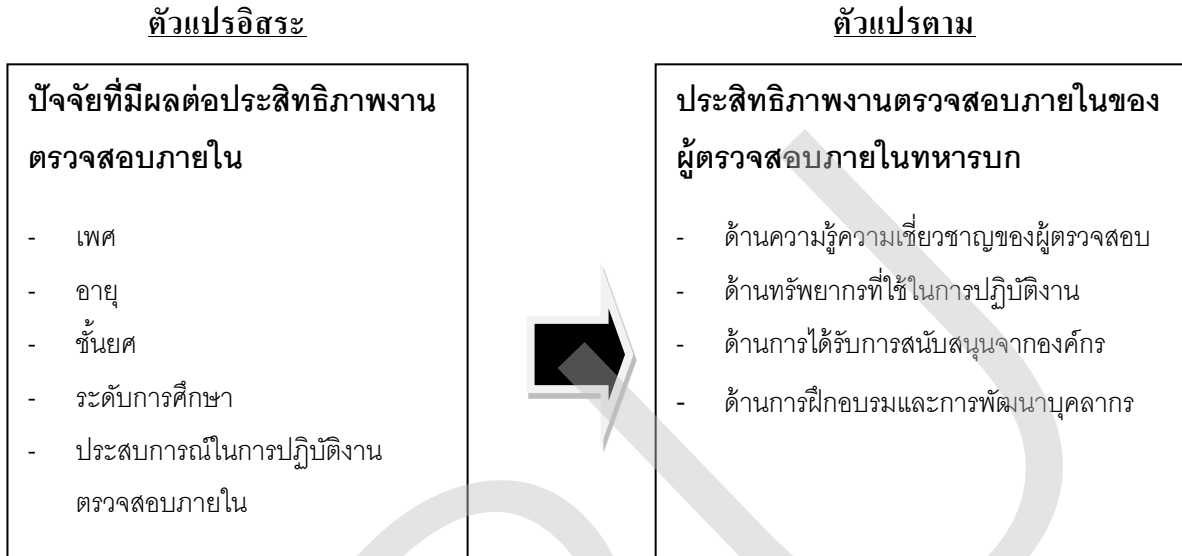 ตัวแปรอิสระ
ปัจจัยที่มีผลต่อประสิทธิภาพงาน
ตรวจสอบภายใน
- เพศ
- อายุ
- ชั้นยศ
- ระดับการศึกษา
- ประสบการณ์ในการปฏิบัติงาน
ตรวจสอบภายใน
ตัวแปรตาม
ประสิทธิภาพงานตรวจสอบภายในของ
ผู้ตรวจสอบภายในทหารบก
- ด้านความรู้ความเชี่ยวชาญของผู้ตรวจสอบ
- ด้านทรัพยากรที่ใช้ในการปฏิบัติงาน
- ด้านการได้รับการสนับสนุนจากองค์กร
- ด้านการฝึกอบรมและการพัฒนาบุคลากร